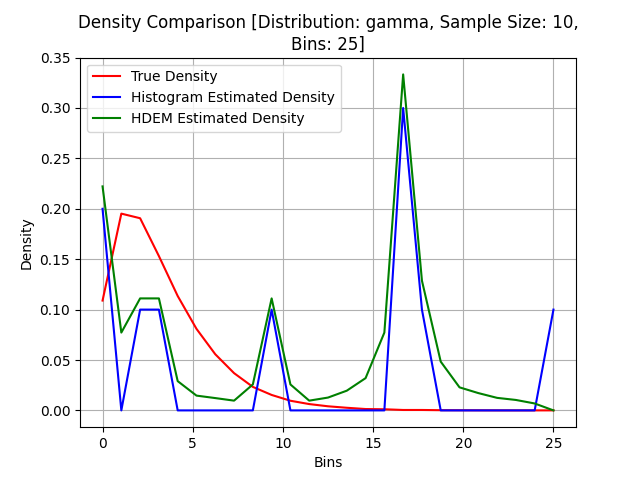 Density Comparison [Distribution: gamma, Sample Size: 10,
Bins: 25]
True Density
Histogram Estimated Density
HDEM Estimated Density
Density
0.35
0.30
0.25
0.20
0.15
0.10
0.05
0.00
0 5 10 15 20 25
Bins